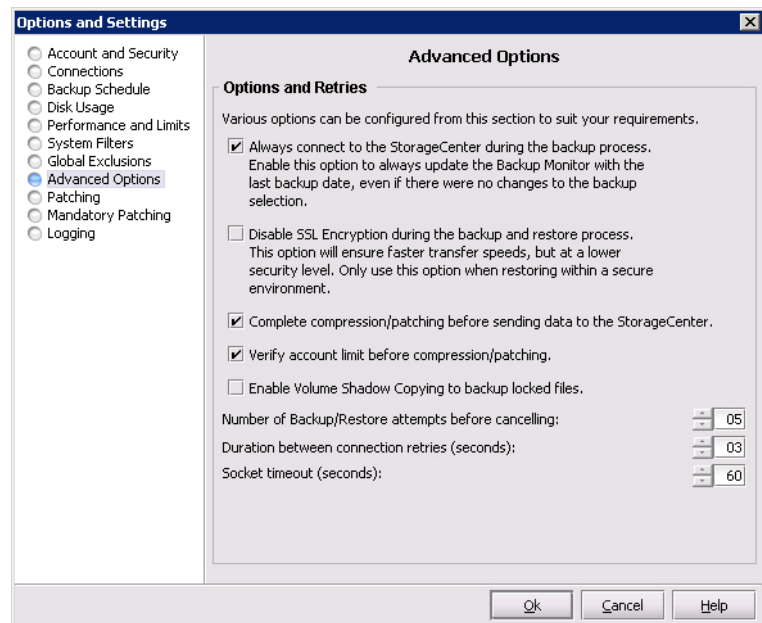 Options and Settings
Account and Security
Connections
Backup Schedule
Disk Usage
Performance and Limits
System Filters
Global Exclusions
Advanced Options
Patching
Mandatory Patching
Logging
Advanced Options
Options and Retries
Various options can be configured from this section to suit your requirements.
Always connect to the StorageCenter during the backup process.
Enable this option to always update the Backup Monitor with the
last backup date, even if there were no changes to the backup
selection.
Disable SSL Encryption during the backup and restore process.
This option will ensure faster transfer speeds, but at a lower
security level. Only use this option when restoring within a secure
environment.
Complete compression/patching before sending data to the StorageCenter.
Verify account limit before compression/patching.
Enable Volume Shadow Copying to backup locked files.
Number of Backup/Restore attempts before cancelling: 05
Duration between connection retries (seconds): 03
Socket timeout (seconds): 60
Ok Cancel Help